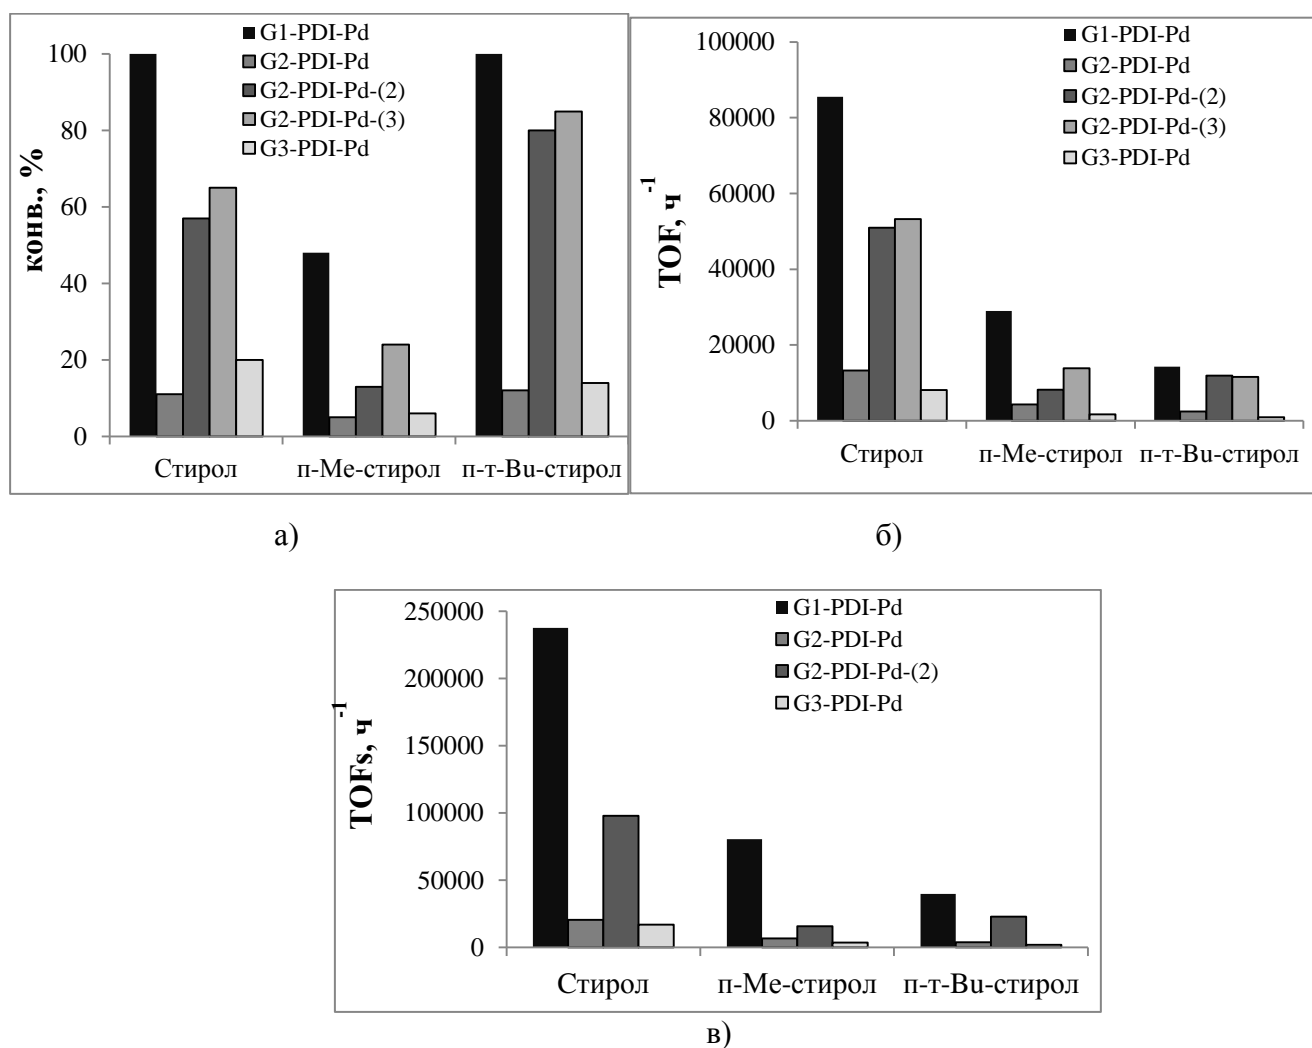 конв., %
100
80
60
40
20
0
G1-PDI-Pd
G2-PDI-Pd
G2-PDI-Pd-(2)
G2-PDI-Pd-(3)
G3-PDI-Pd
Стирол
п-Me-стирол
п-т-Bu-стирол
а)
TOF, ч⁻¹
100000
80000
60000
40000
20000
0
G1-PDI-Pd
G2-PDI-Pd
G2-PDI-Pd-(2)
G2-PDI-Pd-(3)
G3-PDI-Pd
Стирол
п-Me-стирол
п-т-Bu-стирол
б)
TOFs, ч⁻¹
250000
200000
150000
100000
50000
0
G1-PDI-Pd
G2-PDI-Pd
G2-PDI-Pd-(2)
G3-PDI-Pd
Стирол
п-Me-стирол
п-т-Bu-стирол
в)